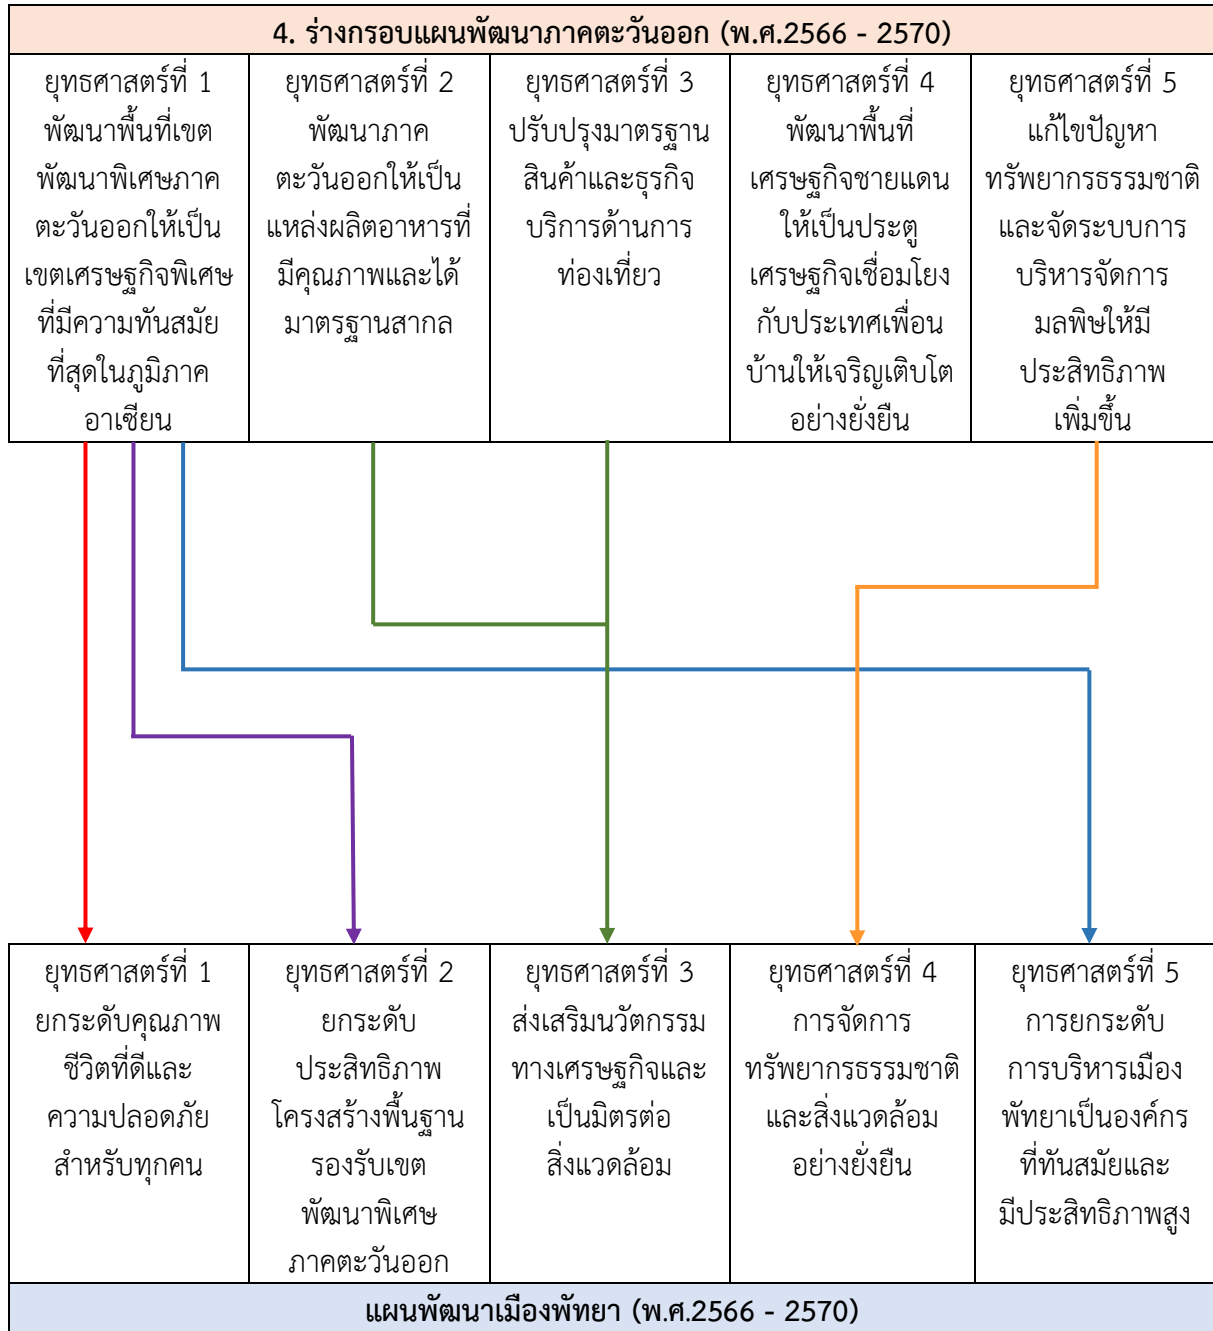 4. ร่างกรอบแผนพัฒนาภาคตะวันออก (พ.ศ.2566 - 2570)
ยุทธศาสตร์ที่ 1
พัฒนาพื้นที่เขต
พัฒนาพิเศษภาค
ตะวันออกให้เป็น
เขตเศรษฐกิจพิเศษ
ที่มีความทันสมัย
ที่สุดในภูมิภาค
อาเซียน
ยุทธศาสตร์ที่ 2
พัฒนาภาค
ตะวันออกให้เป็น
แหล่งผลิตอาหารที่
มีคุณภาพและได้
มาตรฐานสากล
ยุทธศาสตร์ที่ 3
ปรับปรุงมาตรฐาน
สินค้าและธุรกิจ
บริการด้านการ
ท่องเที่ยว
ยุทธศาสตร์ที่ 4
พัฒนาพื้นที่
เศรษฐกิจชายแดน
ให้เป็นประตู
เศรษฐกิจเชื่อมโยง
กับประเทศเพื่อน
บ้านให้เจริญเติบโต
อย่างยั่งยืน
ยุทธศาสตร์ที่ 5
แก้ไขปัญหา
ทรัพยากรธรรมชาติ
และจัดระบบการ
บริหารจัดการ
มลพิษให้มี
ประสิทธิภาพ
เพิ่มขึ้น
ยุทธศาสตร์ที่ 1
ยกระดับคุณภาพ
ชีวิตที่ดีและ
ความปลอดภัย
สำหรับทุกคน
ยุทธศาสตร์ที่ 2
ยกระดับ
ประสิทธิภาพ
โครงสร้างพื้นฐาน
รองรับเขต
พัฒนาพิเศษ
ภาคตะวันออก
ยุทธศาสตร์ที่ 3
ส่งเสริมนวัตกรรม
ทางเศรษฐกิจและ
เป็นมิตรต่อ
สิ่งแวดล้อม
ยุทธศาสตร์ที่ 4
การจัดการ
ทรัพยากรธรรมชาติ
และสิ่งแวดล้อม
อย่างยั่งยืน
ยุทธศาสตร์ที่ 5
การยกระดับ
การบริหารเมือง
พัทยาเป็นองค์กร
ที่ทันสมัยและ
มีประสิทธิภาพสูง
แผนพัฒนาเมืองพัทยา (พ.ศ.2566 - 2570)